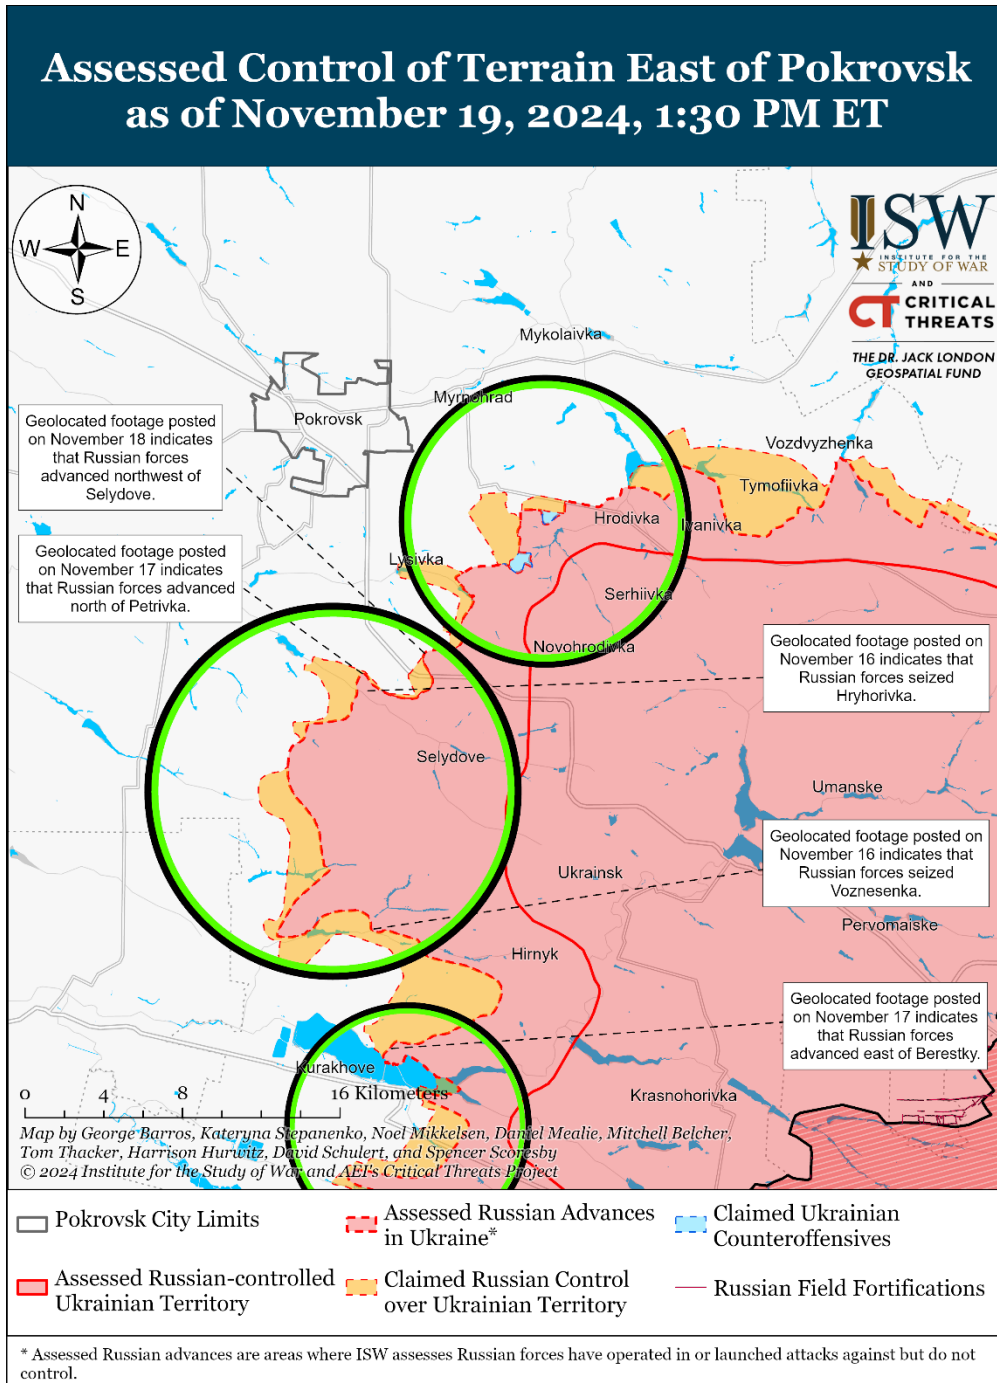 Assessed Control of Terrain East of Pokrovsk
as of November 19, 2024, 1:30 PM ET
N
W
E
S
ISW
INSTITUTE FOR THE
STUDY OF WAR
AND
CT CRITICAL
THREATS
THE DR. JACK LONDON
GEOSPATIAL FUND
Mykolaivka
Myrnohrad
Pokrovsk
Geolocated footage posted
on November 18 indicates
that Russian forces
advanced northwest of
Selydove.
Vozdvyzhenka
Tymofiivka
Hrodivka
Ivanivka
Geolocated footage posted
on November 17 indicates
that Russian forces advanced
north of Petrivka.
Lysivka
Serhiivka
Novohrodivka
Geolocated footage posted on
November 16 indicates that
Russian forces seized
Hryhorivka.
Selydove
Umanske
Geolocated footage posted on
November 16 indicates that
Russian forces seized
Voznesenka.
Ukrainsk
Pervomaiske
Hirnyk
Geolocated footage posted
on November 17 indicates
that Russian forces
advanced east of Berestky.
Kurakhove
Krasnohorivka
0 4 8 16 Kilometers
Map by George Barros, Kateryna Stepanenko, Noel Mikkelsen, Daniel Mealie, Mitchell Belcher,
Tom Thacker, Harrison Hurwitz, David Schulert, and Spencer Scoresby
© 2024 Institute for the Study of War and AEI's Critical Threats Project
Pokrovsk City Limits
Assessed Russian Advances
in Ukraine*
Claimed Ukrainian
Counteroffensives
Assessed Russian-controlled
Ukrainian Territory
Claimed Russian Control
over Ukrainian Territory
Russian Field Fortifications
* Assessed Russian advances are areas where ISW assesses Russian forces have operated in or launched attacks against but do not
control.